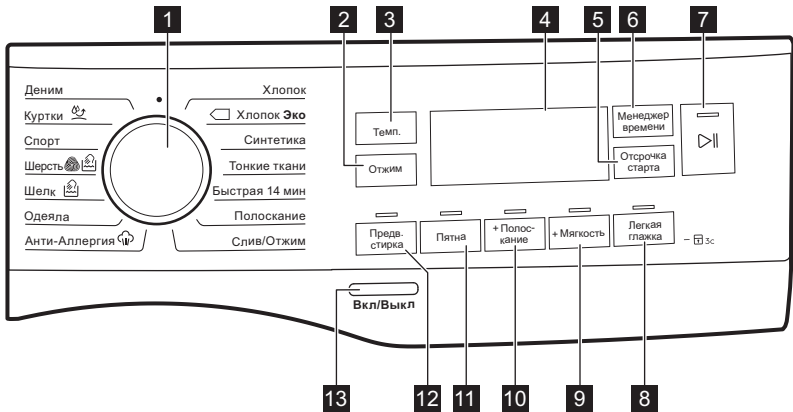 1
2
3
4
5
6
7
Деним
Куртки
Спорт
Шерсть
Шелк
Одеяла
Анти-Аллергия
Хлопок
Хлопок Эко
Синтетика
Тонкие ткани
Быстрая 14 мин
Полоскание
Слив/Отжим
Темп.
Отжим
Менеджер
времени
Отсрочка
старта
Предв.
стирка
Пятна
+ Полос-
кание
+ Мягкость
Легкая
глажка
3с
Вкл/Выкл
13
12
11
10
9
8